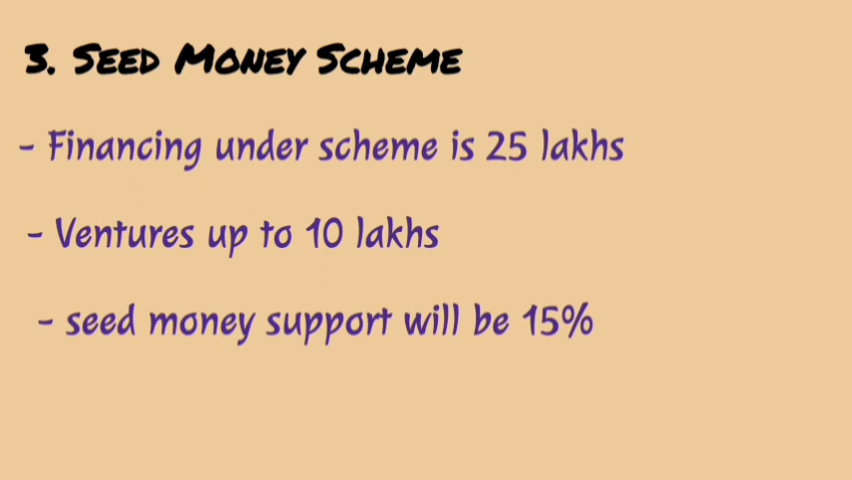 3. Seed Money Scheme
- Financing under scheme is 25 lakhs
- Ventures up to 10 lakhs
- seed money support will be 15%